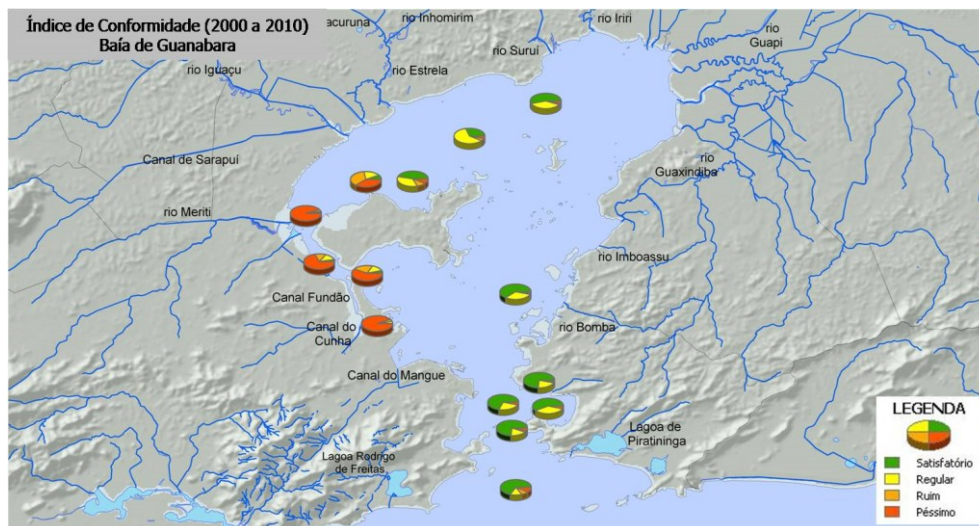 Índice de Conformidade (2000 a 2010)
Baía de Guanabara
acuruna
rio Inhomirim
rio Iriri
rio Suruí
rio
Guapi
rio Iguaçu
rio Estrela
Canal de Sarapuí
rio
Guaxindiba
rio Meriti
rio Imboassu
Canal Fundão
Canal do
Cunha
rio Bomba
Canal do Mangue
Lagoa de
Piratininga
Lagoa Rodrigo
de Freitas
LEGENDA
Satisfatório
Regular
Ruim
Péssimo